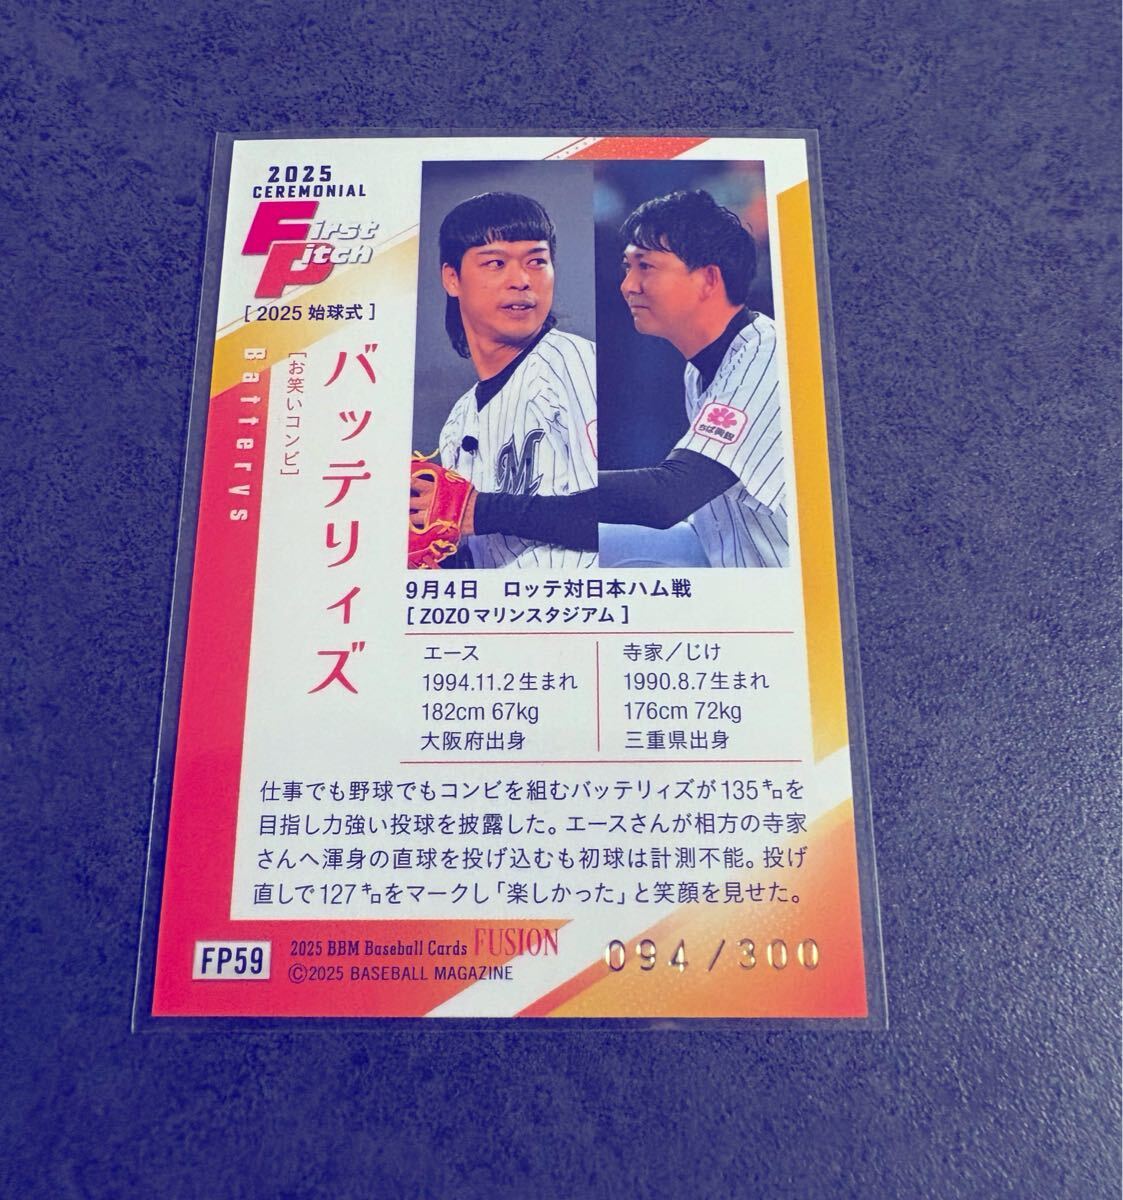 2025
CEREMONIAL
First
Pitch
[ 2025 始球式 ]
Batterys
[お笑いコンビ]
バッテリィズ
M
ちば興銀
9月4日　ロッテ対日本ハム戦
[ ZOZOマリンスタジアム ]
エース
1994.11.2生まれ
182cm 67kg
大阪府出身
寺家／じけ
1990.8.7生まれ
176cm 72kg
三重県出身
仕事でも野球でもコンビを組むバッテリィズが135㌔を
目指し力強い投球を披露した。エースさんが相方の寺家
さんへ渾身の直球を投げ込むも初球は計測不能。投げ
直しで127㌔をマークし「楽しかった」と笑顔を見せた。
FP59
2025 BBM Baseball Cards FUSION
©2025 BASEBALL MAGAZINE
094/300